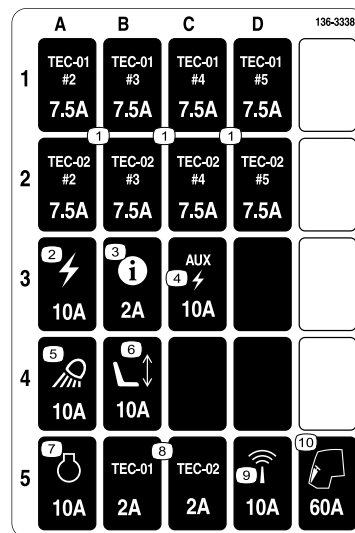 A B C D 136-3338
1 TEC-01 TEC-01 TEC-01 TEC-01
#2 #3 #4 #5
7.5A 7.5A 7.5A 7.5A
1 1 1
2 TEC-02 TEC-02 TEC-02 TEC-02
#2 #3 #4 #5
7.5A 7.5A 7.5A 7.5A
2 3 AUX
3 4
10A 2A 10A
5 6
4
10A 10A
7 8 10
5 TEC-01 TEC-02 9
10A 2A 2A 10A 60A